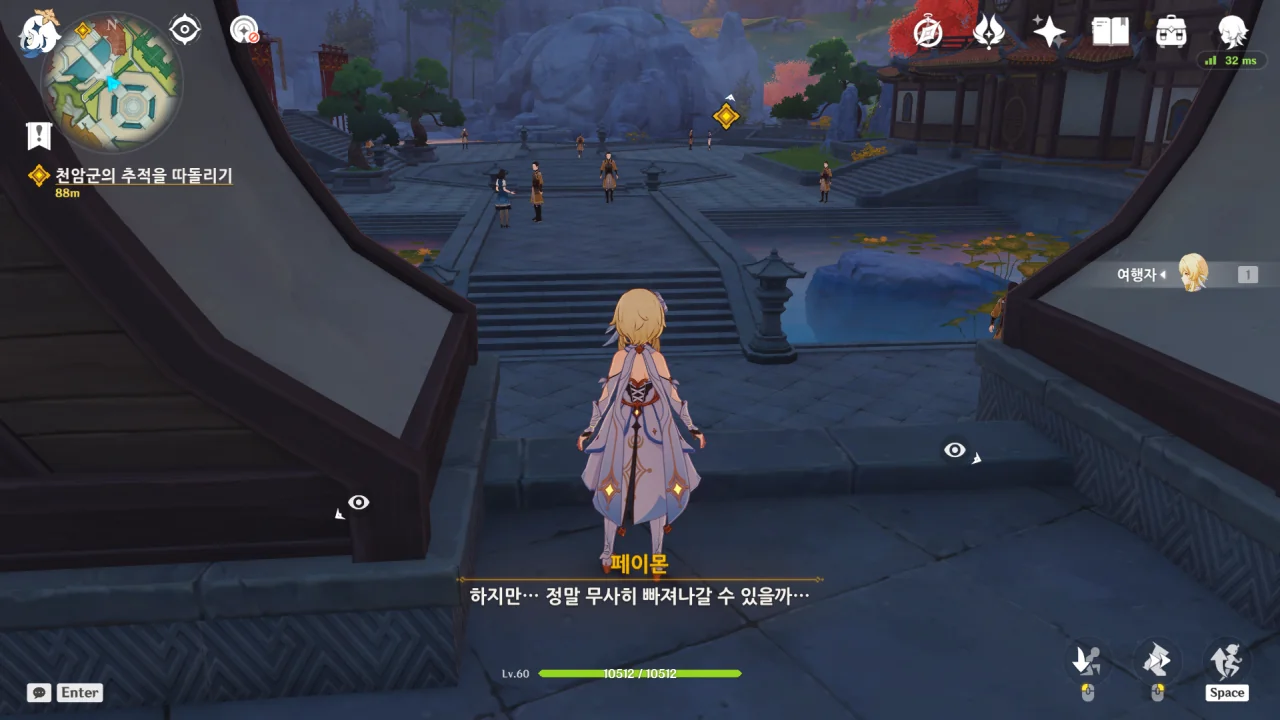 N
32 ms
천암군의 추적을 따돌리기
88m
여행자
1
페이몬
하지만… 정말 무사히 빠져나갈 수 있을까…
Lv.60
10512 / 10512
Enter
Space